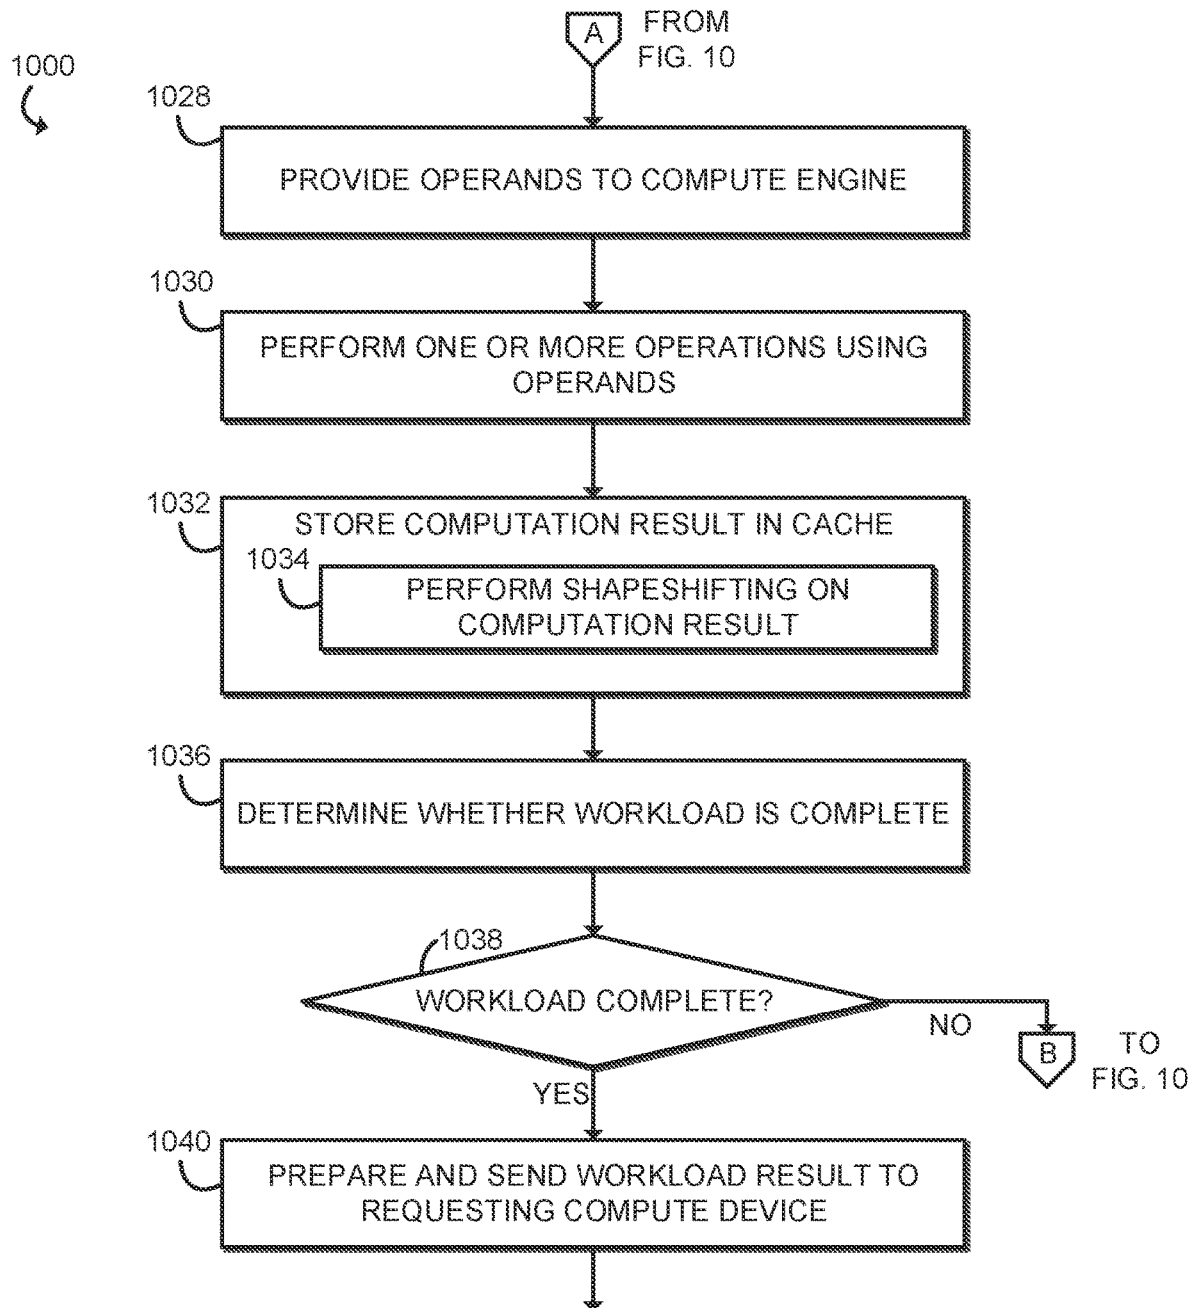 A
FROM
FIG. 10
1000
1028
PROVIDE OPERANDS TO COMPUTE ENGINE
1030
PERFORM ONE OR MORE OPERATIONS USING
OPERANDS
1032
STORE COMPUTATION RESULT IN CACHE
1034
PERFORM SHAPESHIFTING ON
COMPUTATION RESULT
1036
DETERMINE WHETHER WORKLOAD IS COMPLETE
1038
WORKLOAD COMPLETE?
NO
B
TO
FIG. 10
YES
1040
PREPARE AND SEND WORKLOAD RESULT TO
REQUESTING COMPUTE DEVICE